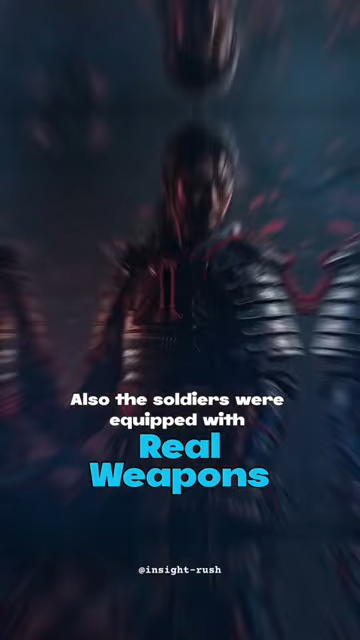 Also the soldiers were
equipped with
Real
Weapons
@insight-rush